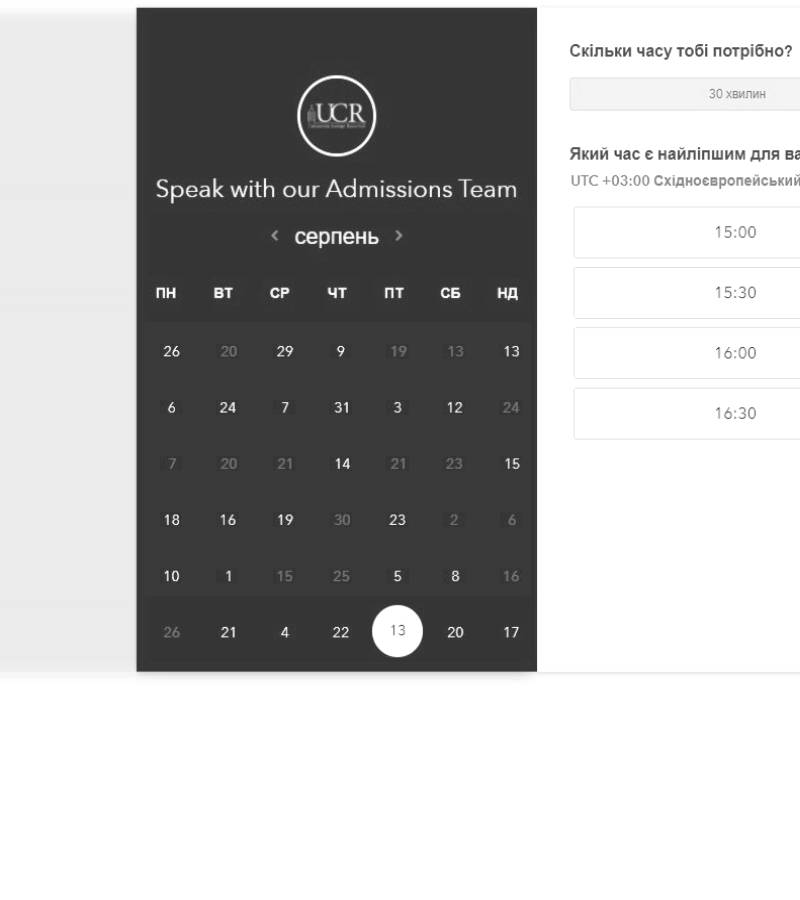 UCR
Speak with our Admissions Team
< серпень >
ПН ВТ СР ЧТ ПТ СБ НД
26 20 29 9 19 13 13
6 24 7 31 3 12 24
7 20 21 14 21 23 15
18 16 19 30 23 2 6
10 1 15 25 5 8 16
26 21 4 22 13 20 17
Скільки часу тобі потрібно?
30 хвилин
Який час є найліпшим для ва
UTC +03:00 Східноєвропейський
15:00
15:30
16:00
16:30